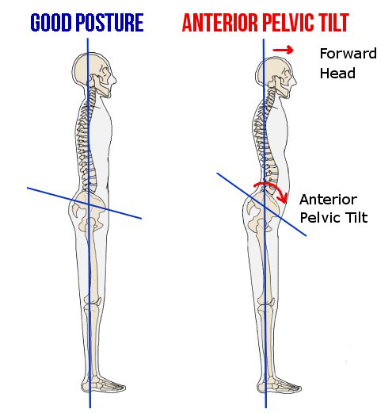 GOOD POSTURE
ANTERIOR PELVIC TILT
Forward
Head
Anterior
Pelvic Tilt